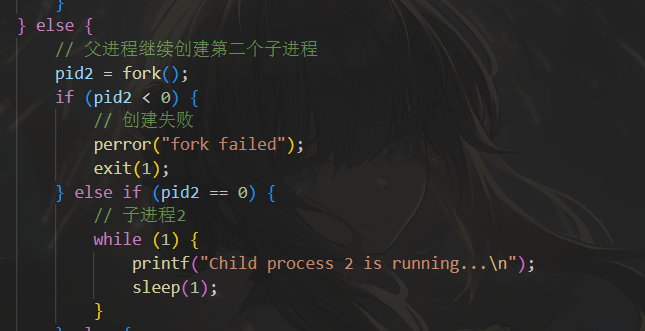 }
} else {
// 父进程继续创建第二个子进程
pid2 = fork();
if (pid2 < 0) {
// 创建失败
perror("fork failed");
exit(1);
} else if (pid2 == 0) {
// 子进程2
while (1) {
printf("Child process 2 is running...\n");
sleep(1);
}
} else {